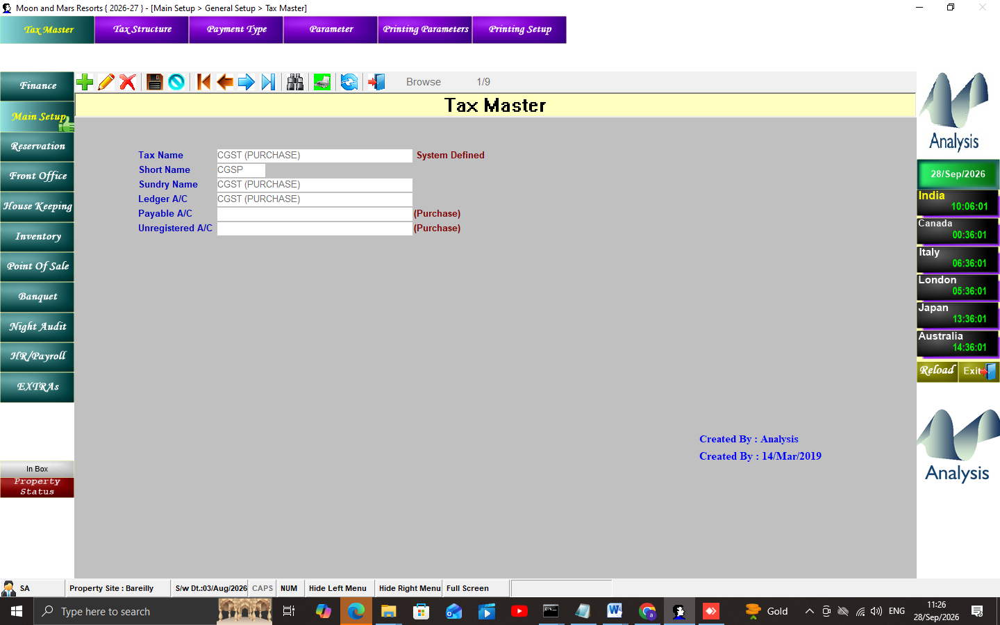 Moon and Mars Resorts { 2026-27 } - [Main Setup > General Setup > Tax Master]
Tax Master
Tax Structure
Payment Type
Parameter
Printing Parameters
Printing Setup
Browse
1/9
Tax Master
Finance
Main Setup
Reservation
Front Office
House Keeping
Inventory
Point Of Sale
Banquet
Night Audit
HR/Payroll
EXTRAs
In Box
Property
Status
Tax Name
CGST (PURCHASE)
System Defined
Short Name
CGSP
Sundry Name
CGST (PURCHASE)
Ledger A/C
CGST (PURCHASE)
Payable A/C
(Purchase)
Unregistered A/C
(Purchase)
Created By : Analysis
Created By : 14/Mar/2019
Analysis
28/Sep/2026
India
10:06:01
Canada
00:36:01
Italy
06:36:01
London
05:36:01
Japan
13:36:01
Australia
14:36:01
Reload
Exit
Analysis
SA
Property Site : Bareilly
S/w Dt.:03/Aug/2026
CAPS
NUM
Hide Left Menu
Hide Right Menu
Full Screen
Type here to search
Gold
ENG
11:26
28/Sep/2026